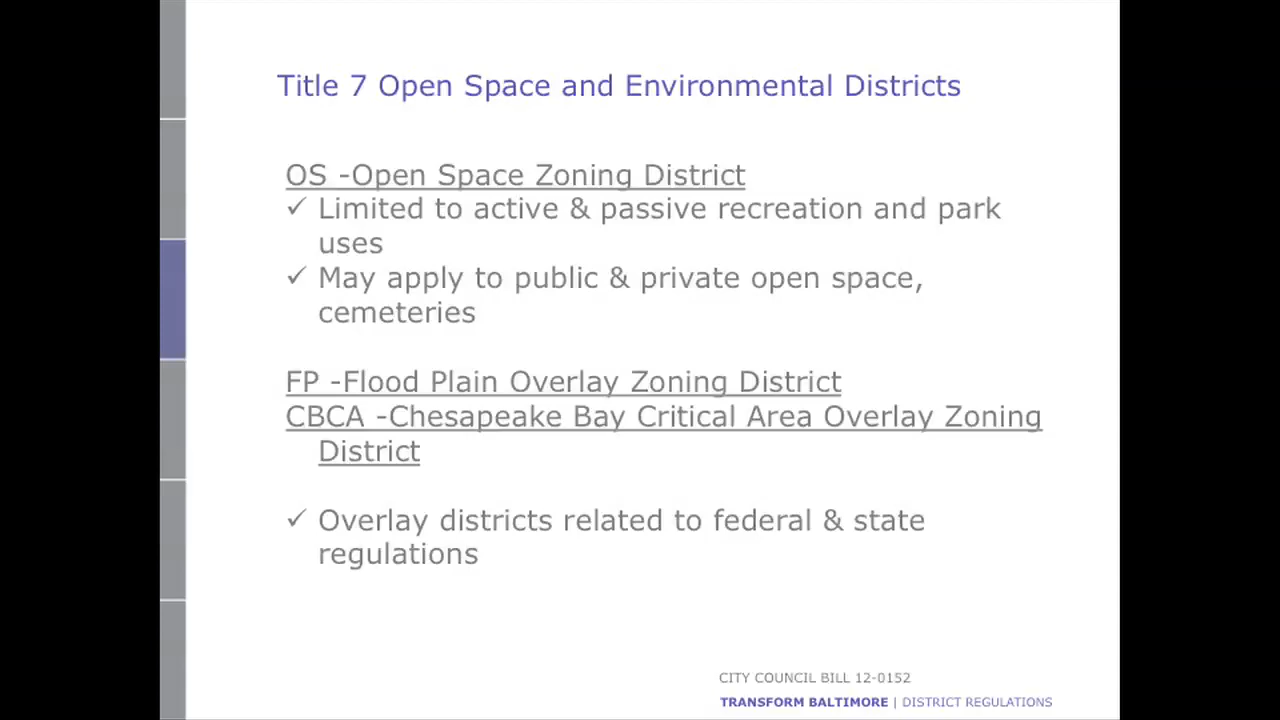 Title 7 Open Space and Environmental Districts
OS -Open Space Zoning District
✓ Limited to active & passive recreation and park
uses
✓ May apply to public & private open space,
cemeteries
FP -Flood Plain Overlay Zoning District
CBCA -Chesapeake Bay Critical Area Overlay Zoning
District
✓ Overlay districts related to federal & state
regulations
CITY COUNCIL BILL 12-0152
TRANSFORM BALTIMORE | DISTRICT REGULATIONS